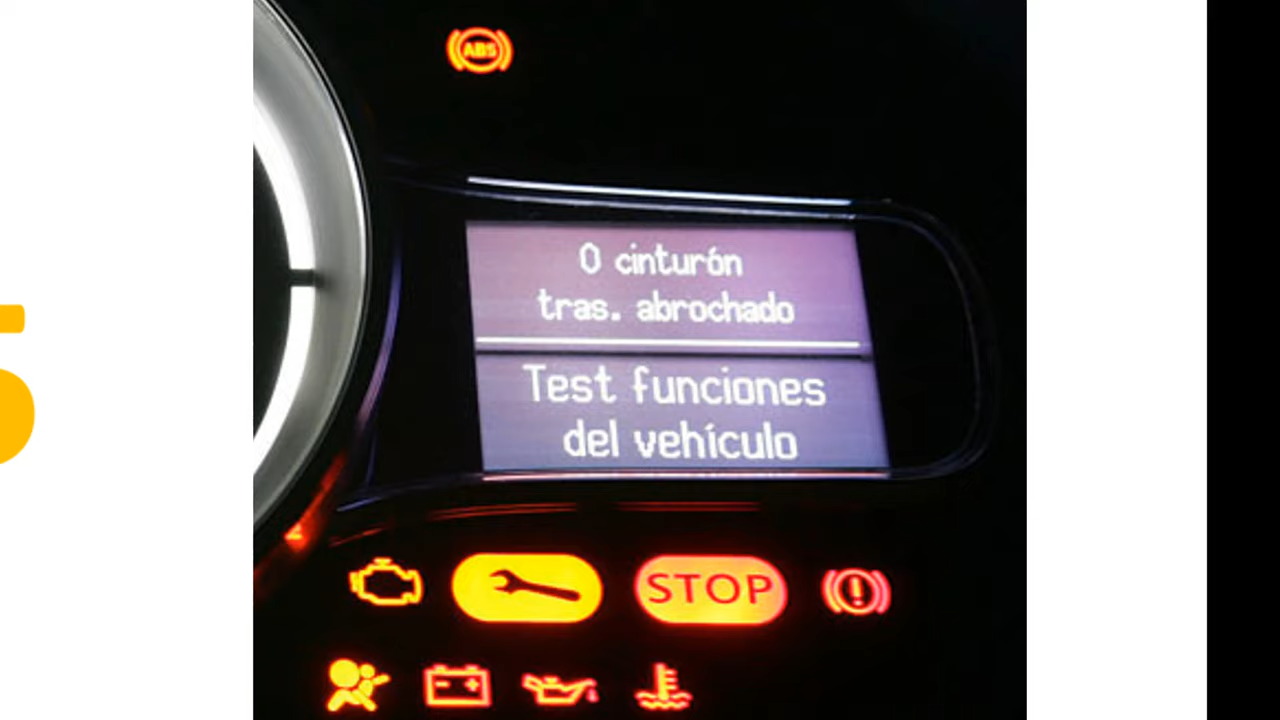 ABS
0 cinturón
tras. abrochado
Test funciones
del vehículo
STOP